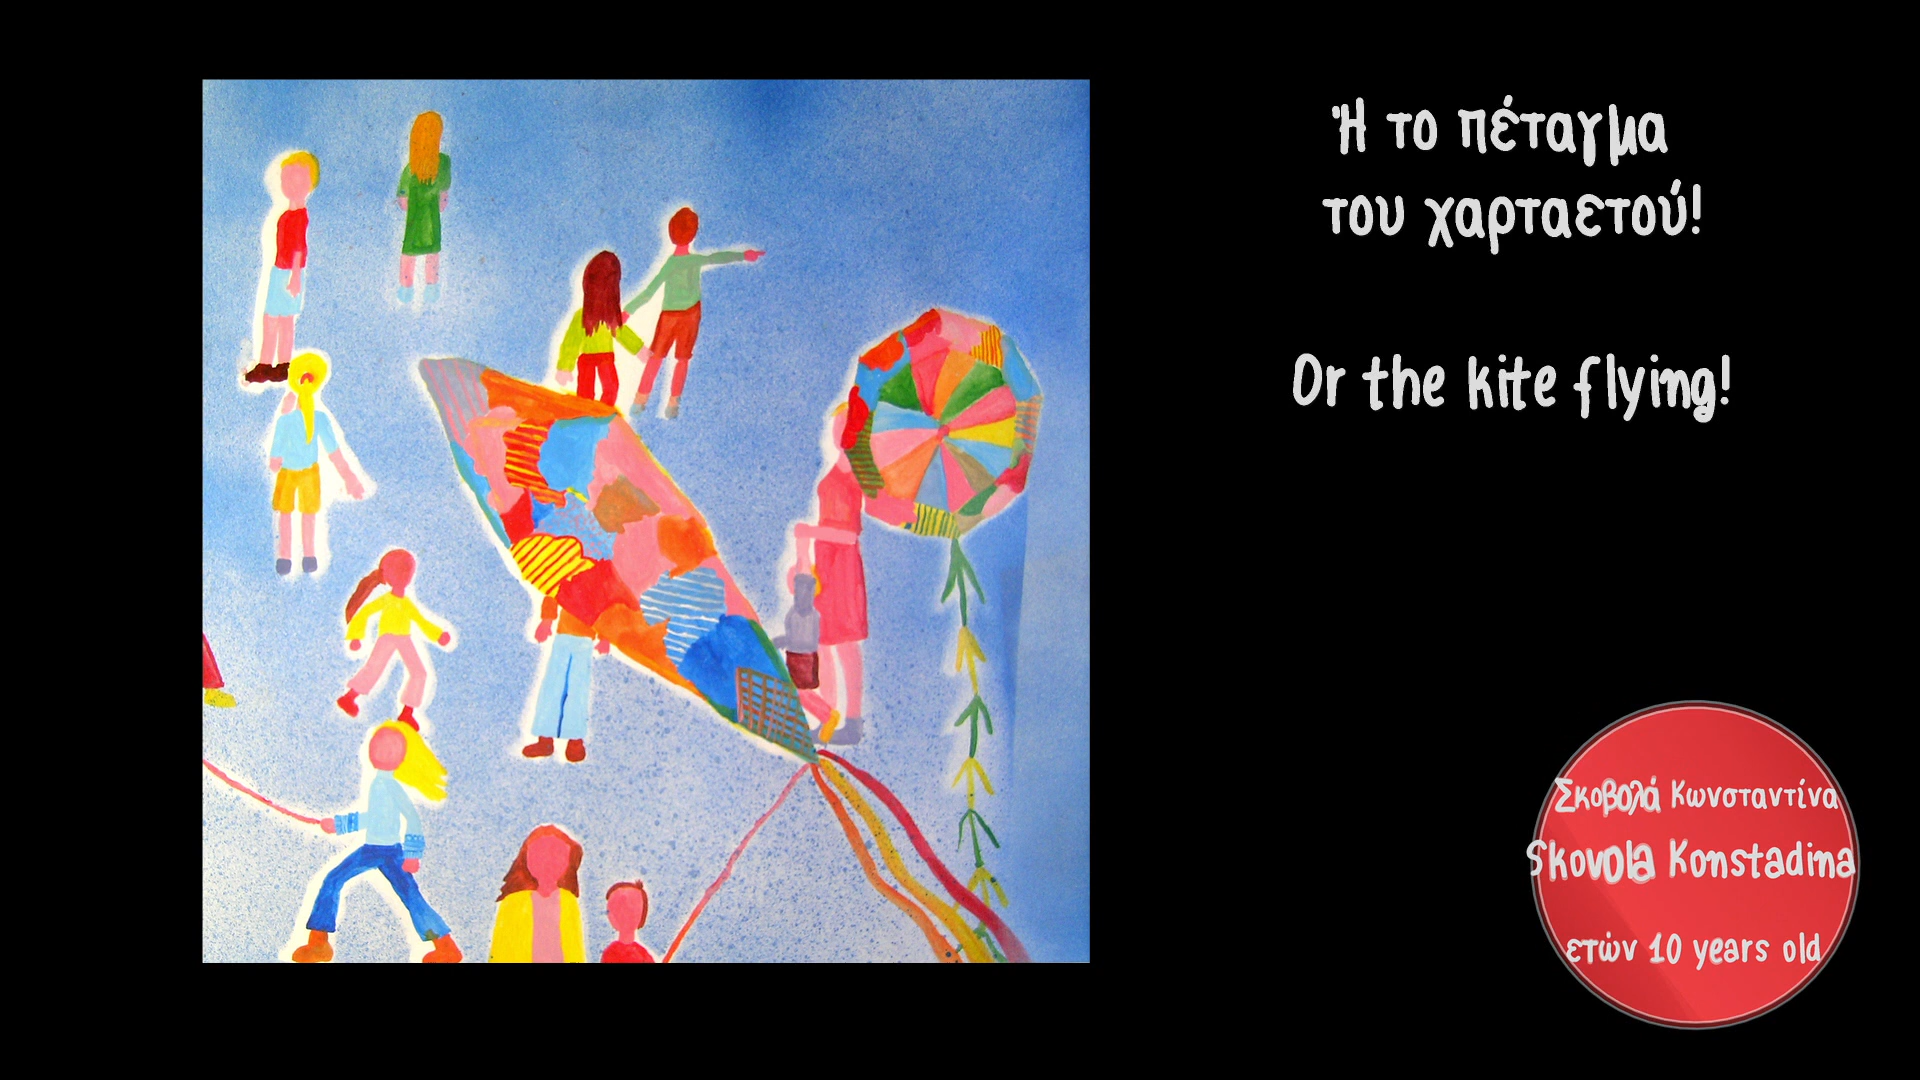 Ή το πέταγμα
του χαρταετού!
Or the kite flying!
Σκοβολά Κωνσταντίνα
Skovola Konstadina
ετών 10 years old